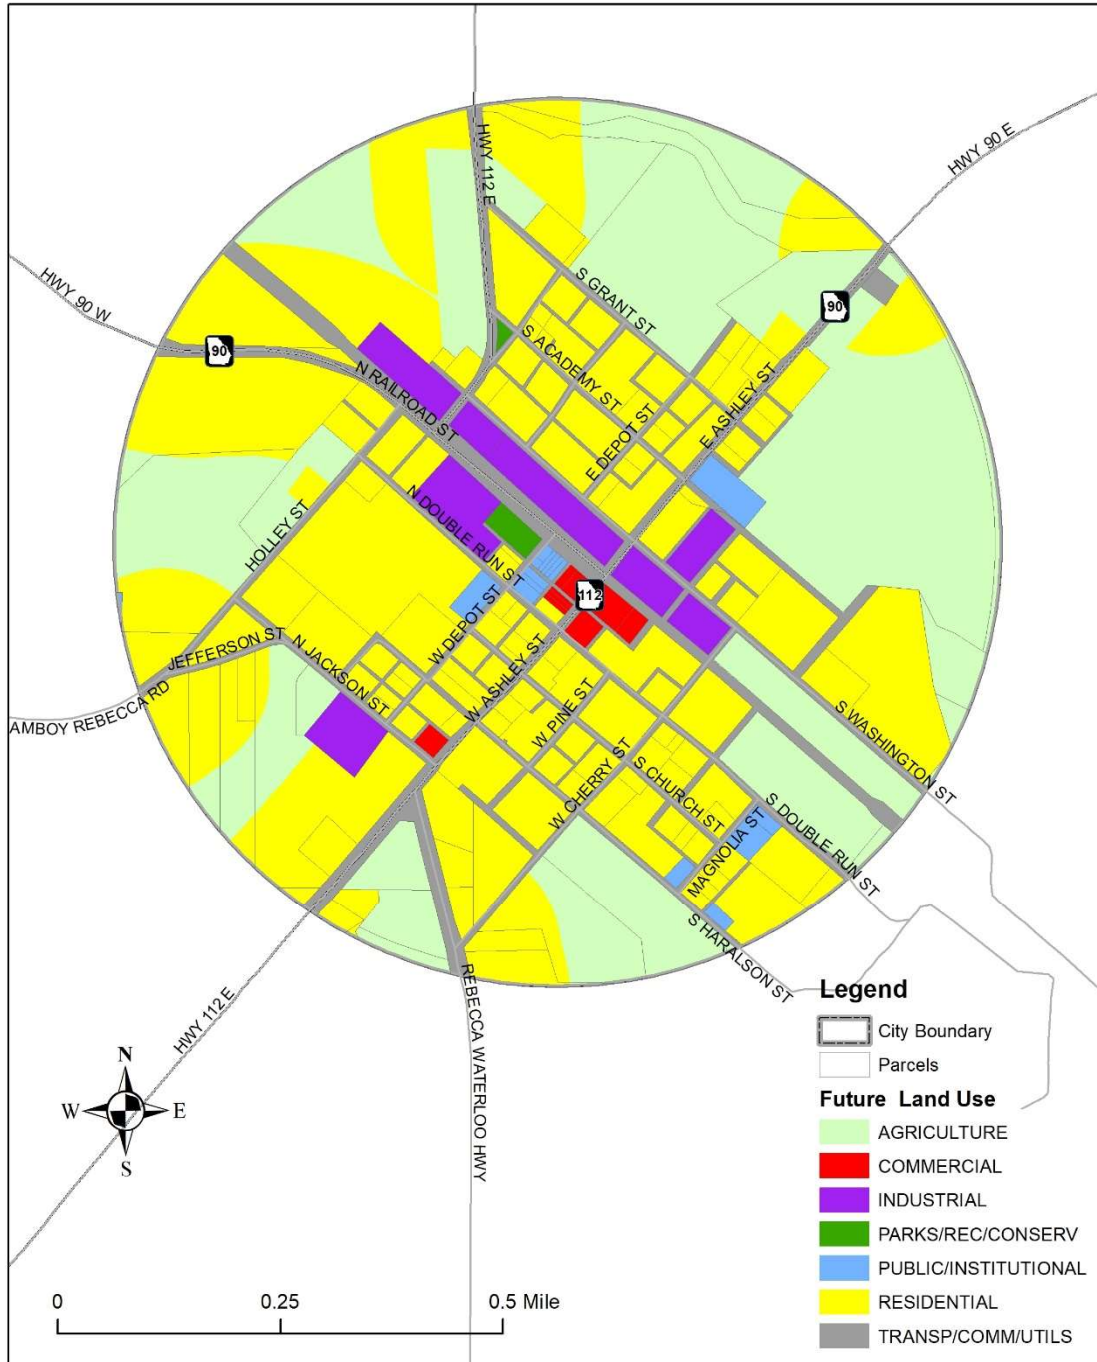 HWY 112 E
HWY 90 E
HWY 90 W
90
90
S GRANT ST
S ACADEMY ST
N RAILROAD ST
E DEPOT ST
E ASHLEY ST
HOLLEY ST
N DOUBLE RUN ST
112
W DEPOT ST
W ASHLEY ST
JEFFERSON ST
N JACKSON ST
AMBOY REBECCA RD
W PINE ST
W CHERRY ST
S CHURCH ST
S WASHINGTON ST
S DOUBLE RUN ST
MAGNOLIA ST
S HARALSON ST
HWY 112 E
REBECCA WATERLOO HWY
N
W
E
S
0
0.25
0.5 Mile
Legend
City Boundary
Parcels
Future Land Use
AGRICULTURE
COMMERCIAL
INDUSTRIAL
PARKS/REC/CONSERV
PUBLIC/INSTITUTIONAL
RESIDENTIAL
TRANSP/COMM/UTILS